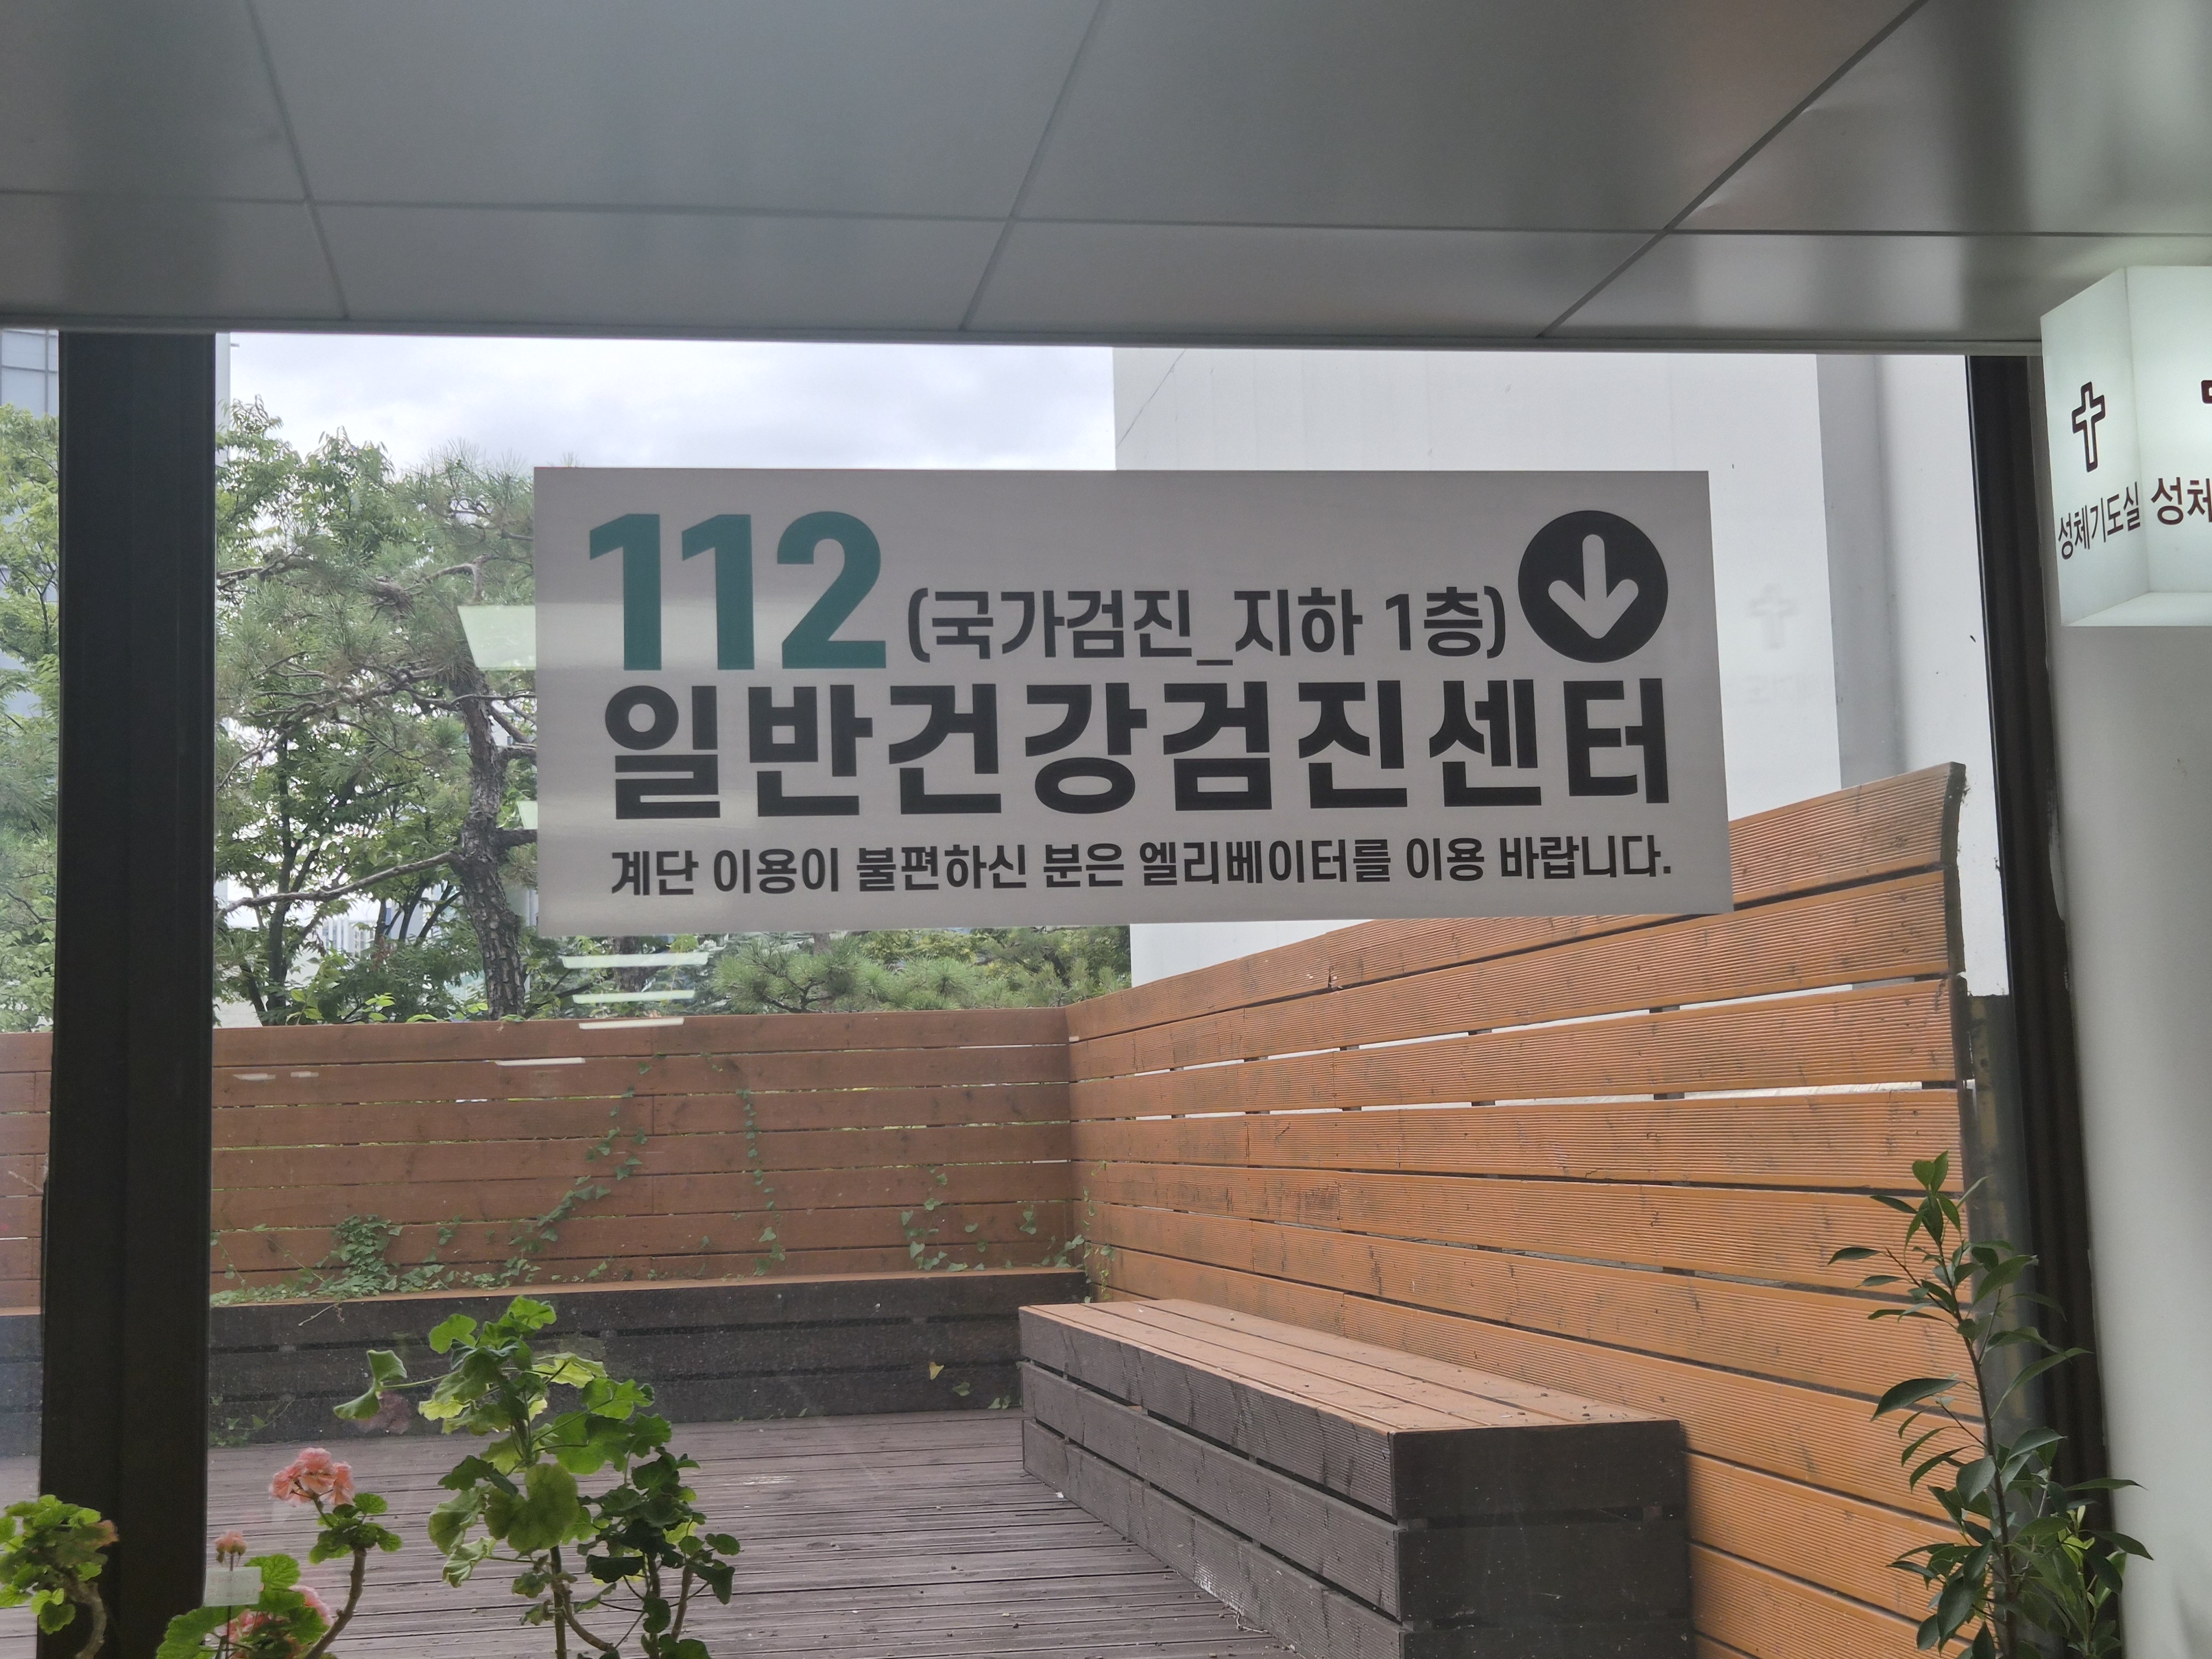 112 (국가검진_지하 1층)
일반건강검진센터
계단 이용이 불편하신 분은 엘리베이터를 이용 바랍니다.
성체기도실